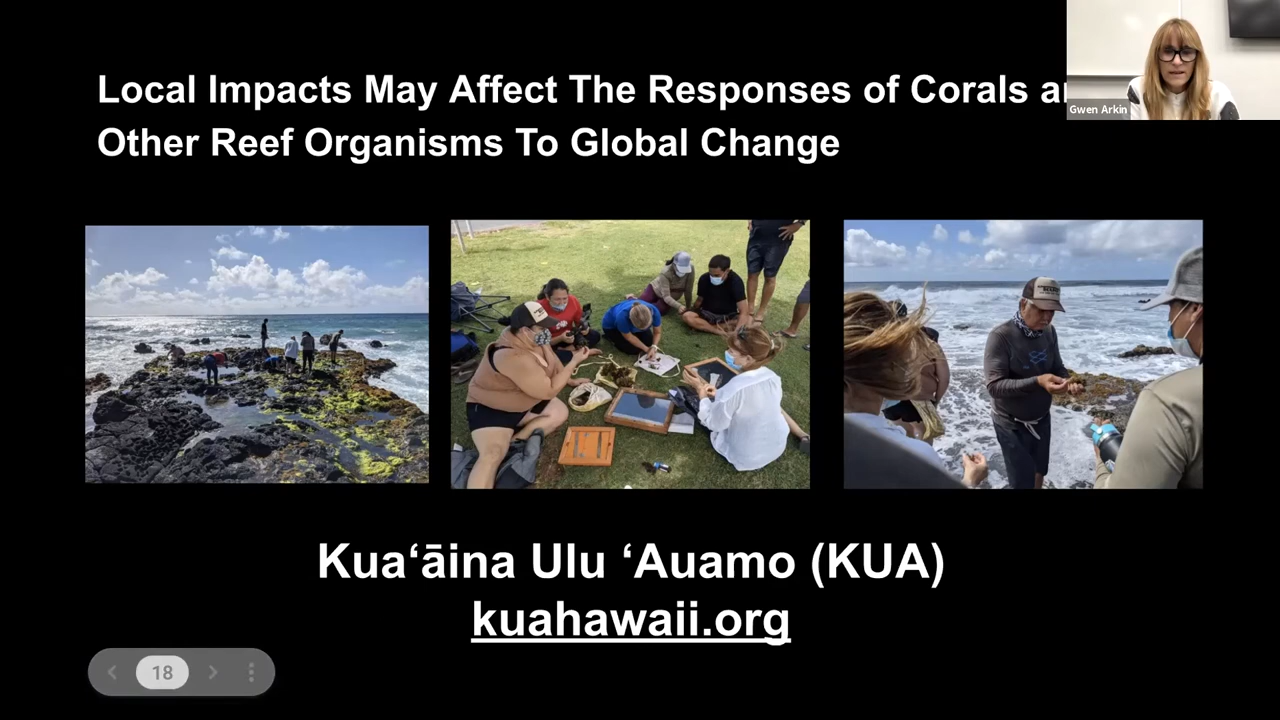 Local Impacts May Affect The Responses of Corals
Other Reef Organisms To Global Change
Gwen Arkin
Kuaʻāina Ulu ʻAuamo (KUA)
kuahawaii.org
18